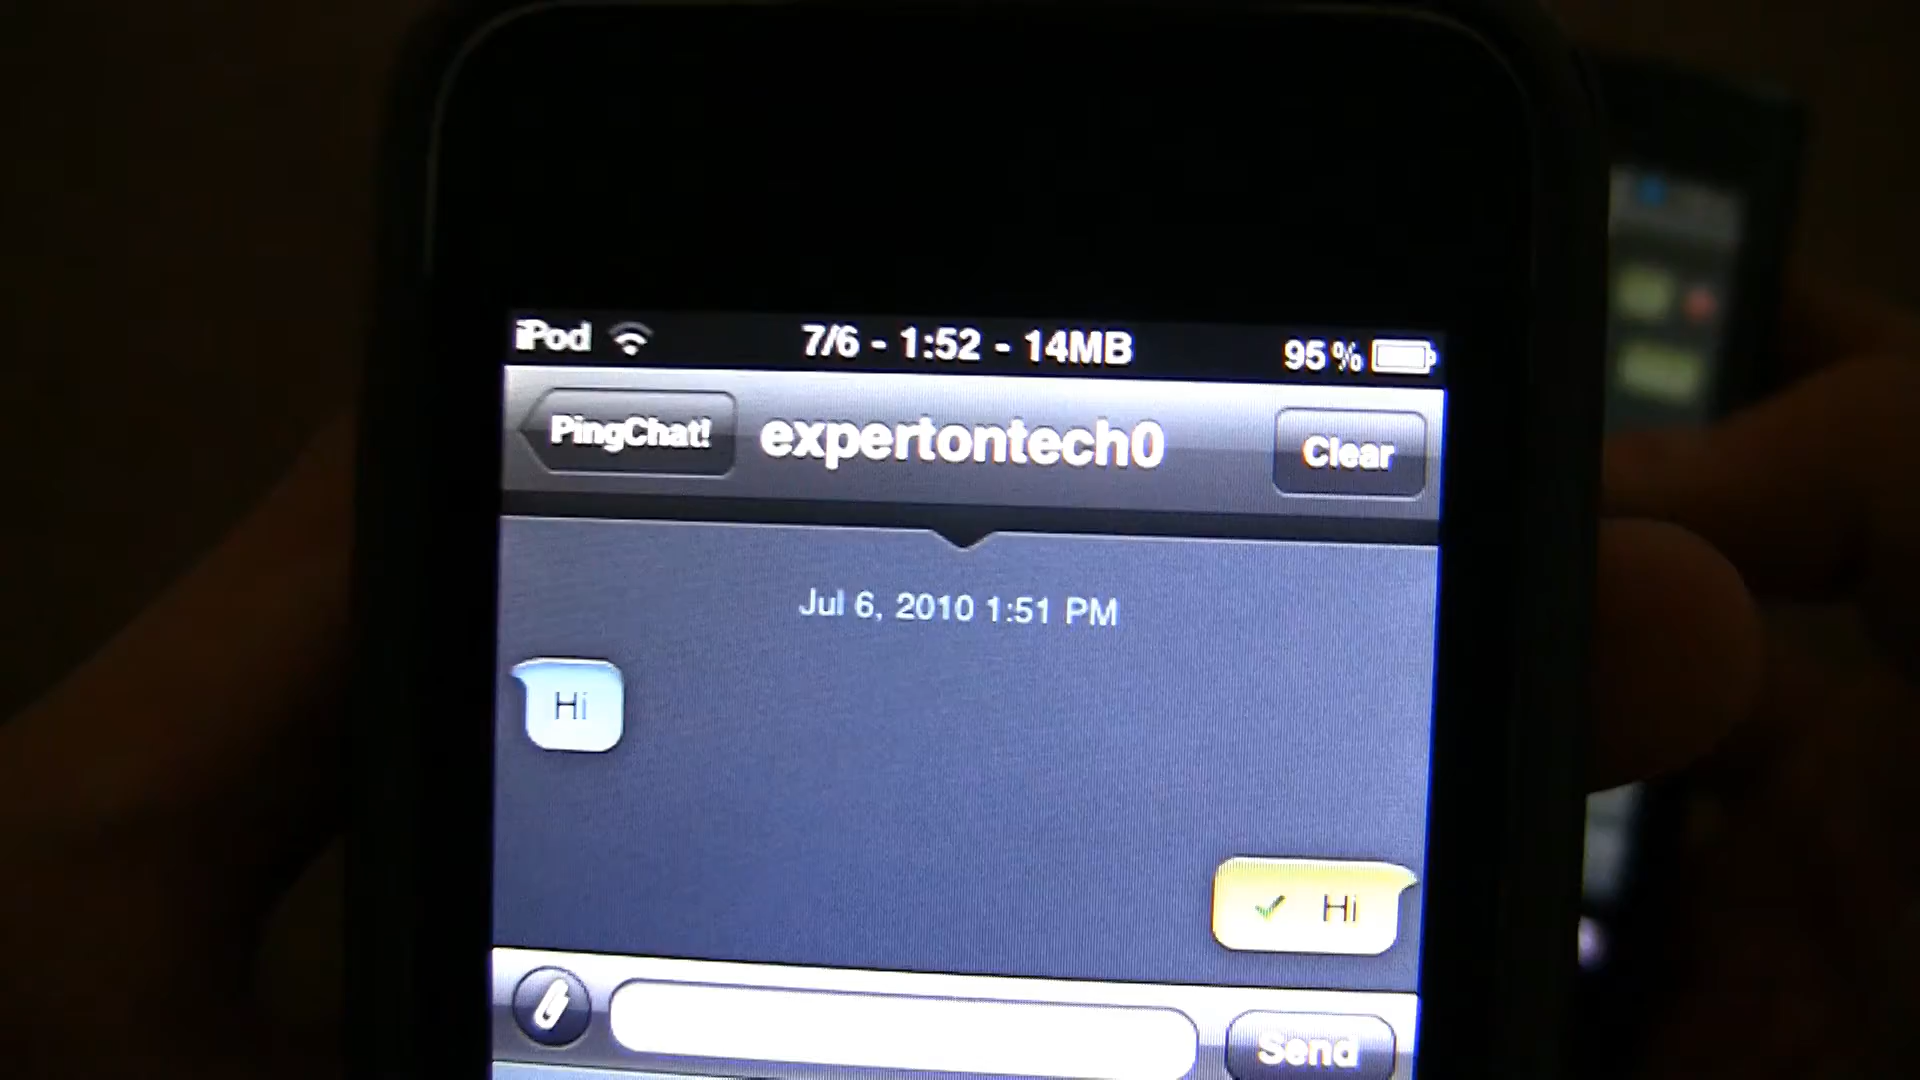 iPod 7/6 - 1:52 - 14MB 95%
PingChat! expertontech0 Clear
Jul 6, 2010 1:51 PM
Hi
Hi
Send